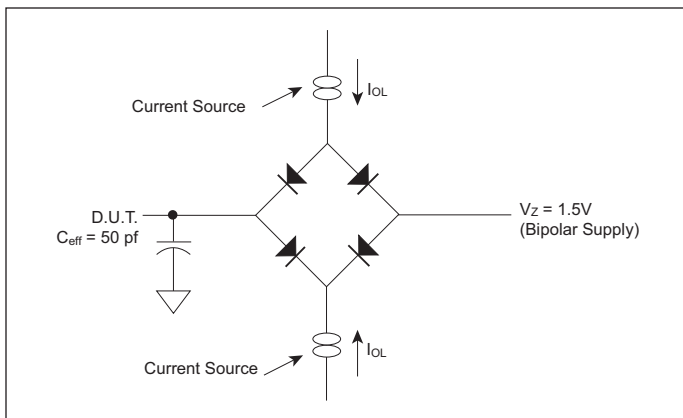 IOL
Current Source
D.U.T.
Ceff = 50 pf
VZ = 1.5V
(Bipolar Supply)
IOL
Current Source